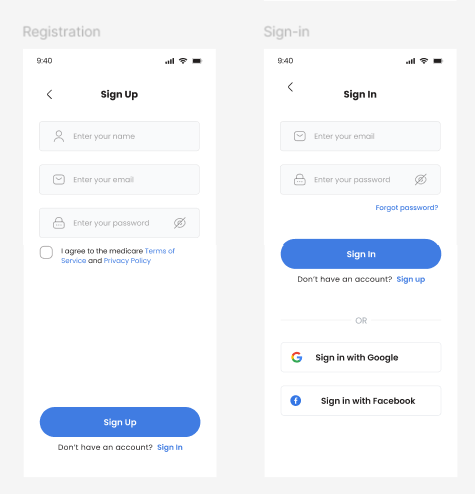 Registration
9:40
Sign Up
Enter your name
Enter your email
Enter your password
I agree to the medicare Terms of
Service and Privacy Policy
Sign Up
Don't have an account? Sign In
Sign-in
9:40
Sign In
Enter your email
Enter your password
Forgot password?
Sign In
Don't have an account? Sign up
OR
Sign in with Google
Sign in with Facebook